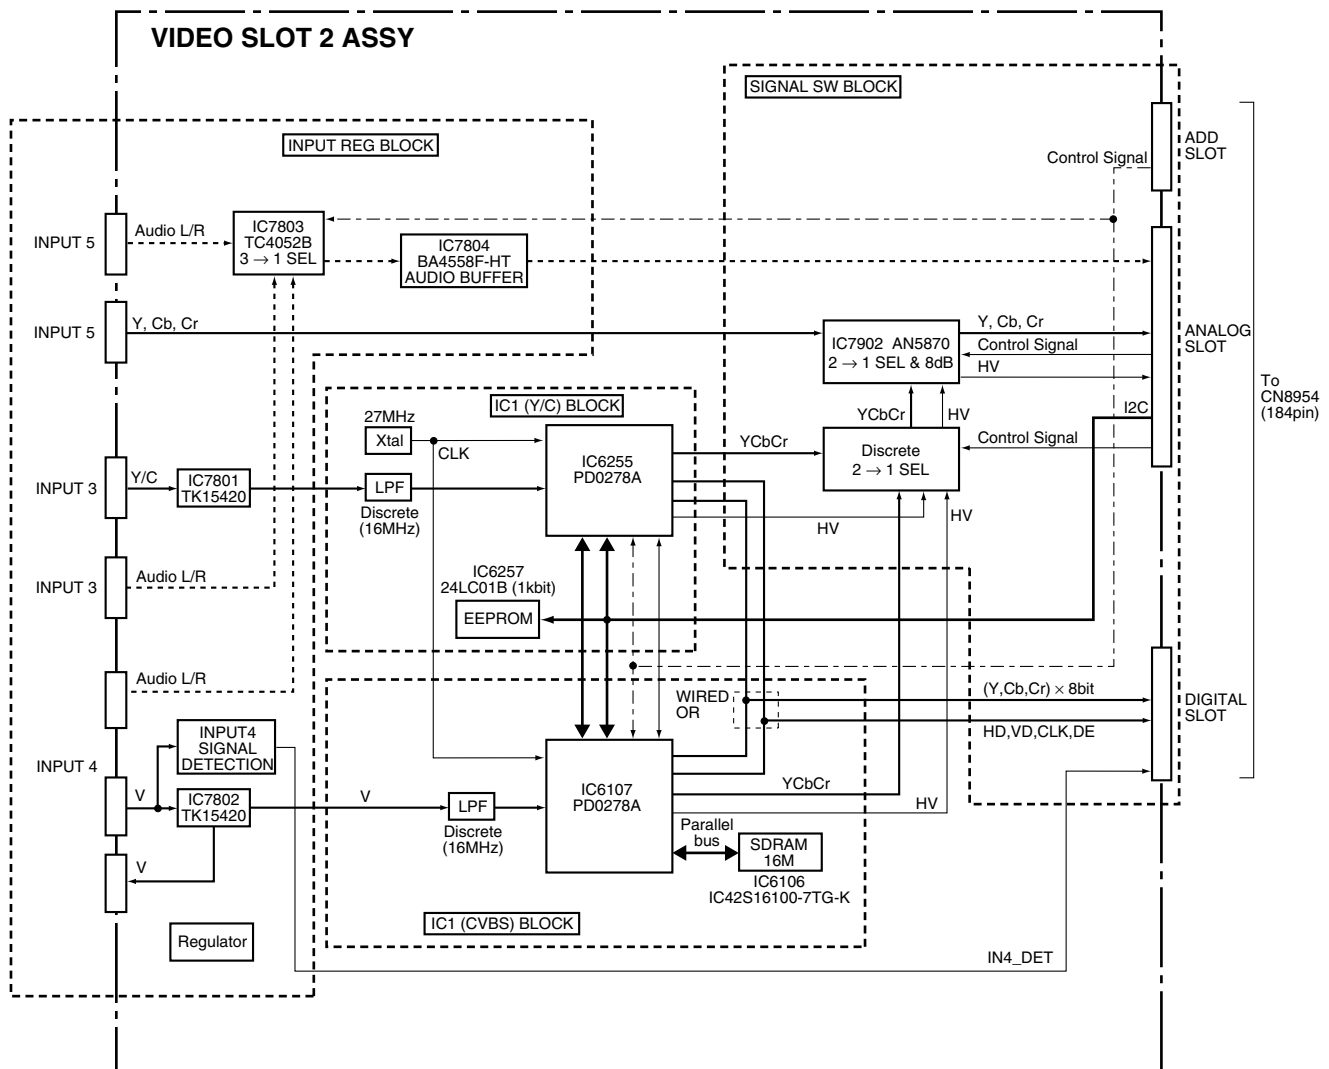 VIDEO SLOT 2 ASSY
SIGNAL SW BLOCK
INPUT REG BLOCK
ADD
SLOT
Control Signal
INPUT 5
Audio L/R
IC7803
TC4052B
3 → 1 SEL
IC7804
BA4558F-HT
AUDIO BUFFER
INPUT 5
Y, Cb, Cr
IC7902 AN5870
2 → 1 SEL & 8dB
Y, Cb, Cr
Control Signal
HV
ANALOG
SLOT
To
CN8954
(184pin)
IC1 (Y/C) BLOCK
27MHz
Xtal
CLK
YCbCr
HV
I2C
IC6255
PD0278A
YCbCr
Discrete
2 → 1 SEL
Control Signal
INPUT 3
Y/C
IC7801
TK15420
LPF
Discrete
(16MHz)
HV
HV
INPUT 3
Audio L/R
IC6257
24LC01B (1kbit)
EEPROM
Audio L/R
WIRED
OR
(Y,Cb,Cr) × 8bit
HD,VD,CLK,DE
DIGITAL
SLOT
INPUT4
SIGNAL
DETECTION
INPUT 4
V
IC7802
TK15420
V
LPF
Discrete
(16MHz)
IC6107
PD0278A
YCbCr
HV
Parallel
bus
SDRAM
16M
IC6106
IC42S16100-7TG-K
V
IC1 (CVBS) BLOCK
Regulator
IN4_DET